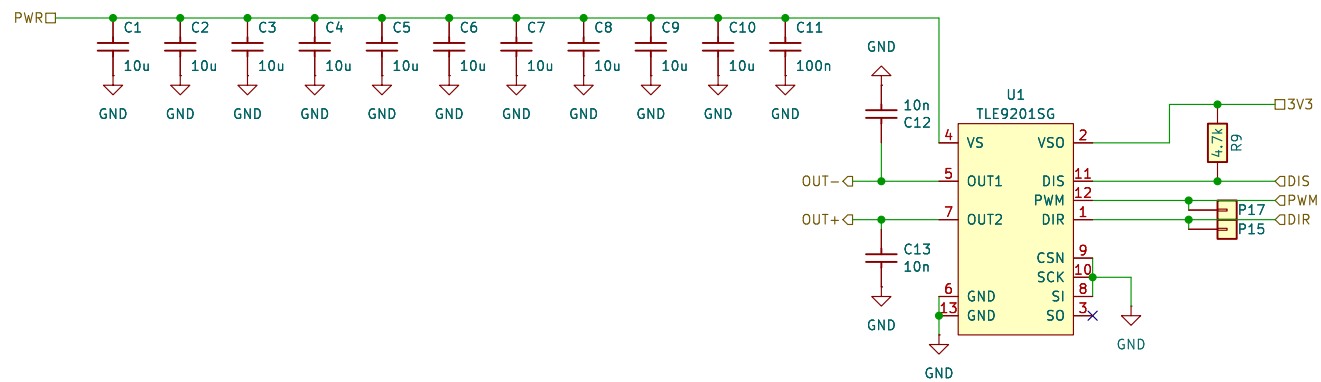 PWR
C1 C2 C3 C4 C5 C6 C7 C8 C9 C10 C11
10u 10u 10u 10u 10u 10u 10u 10u 10u 10u 100n
GND GND GND GND GND GND GND GND GND GND GND
GND
10n
C12
U1
TLE9201SG
4 VS VSO 2
3V3
4.7k R9
OUT- 5 OUT1 DIS 11 DIS
PWM 12 PWM
P17
OUT+ 7 OUT2 DIR 1 DIR
P15
C13
10n
GND
CSN 9
SCK 10
6 GND SI 8
13 GND SO 3
GND
GND